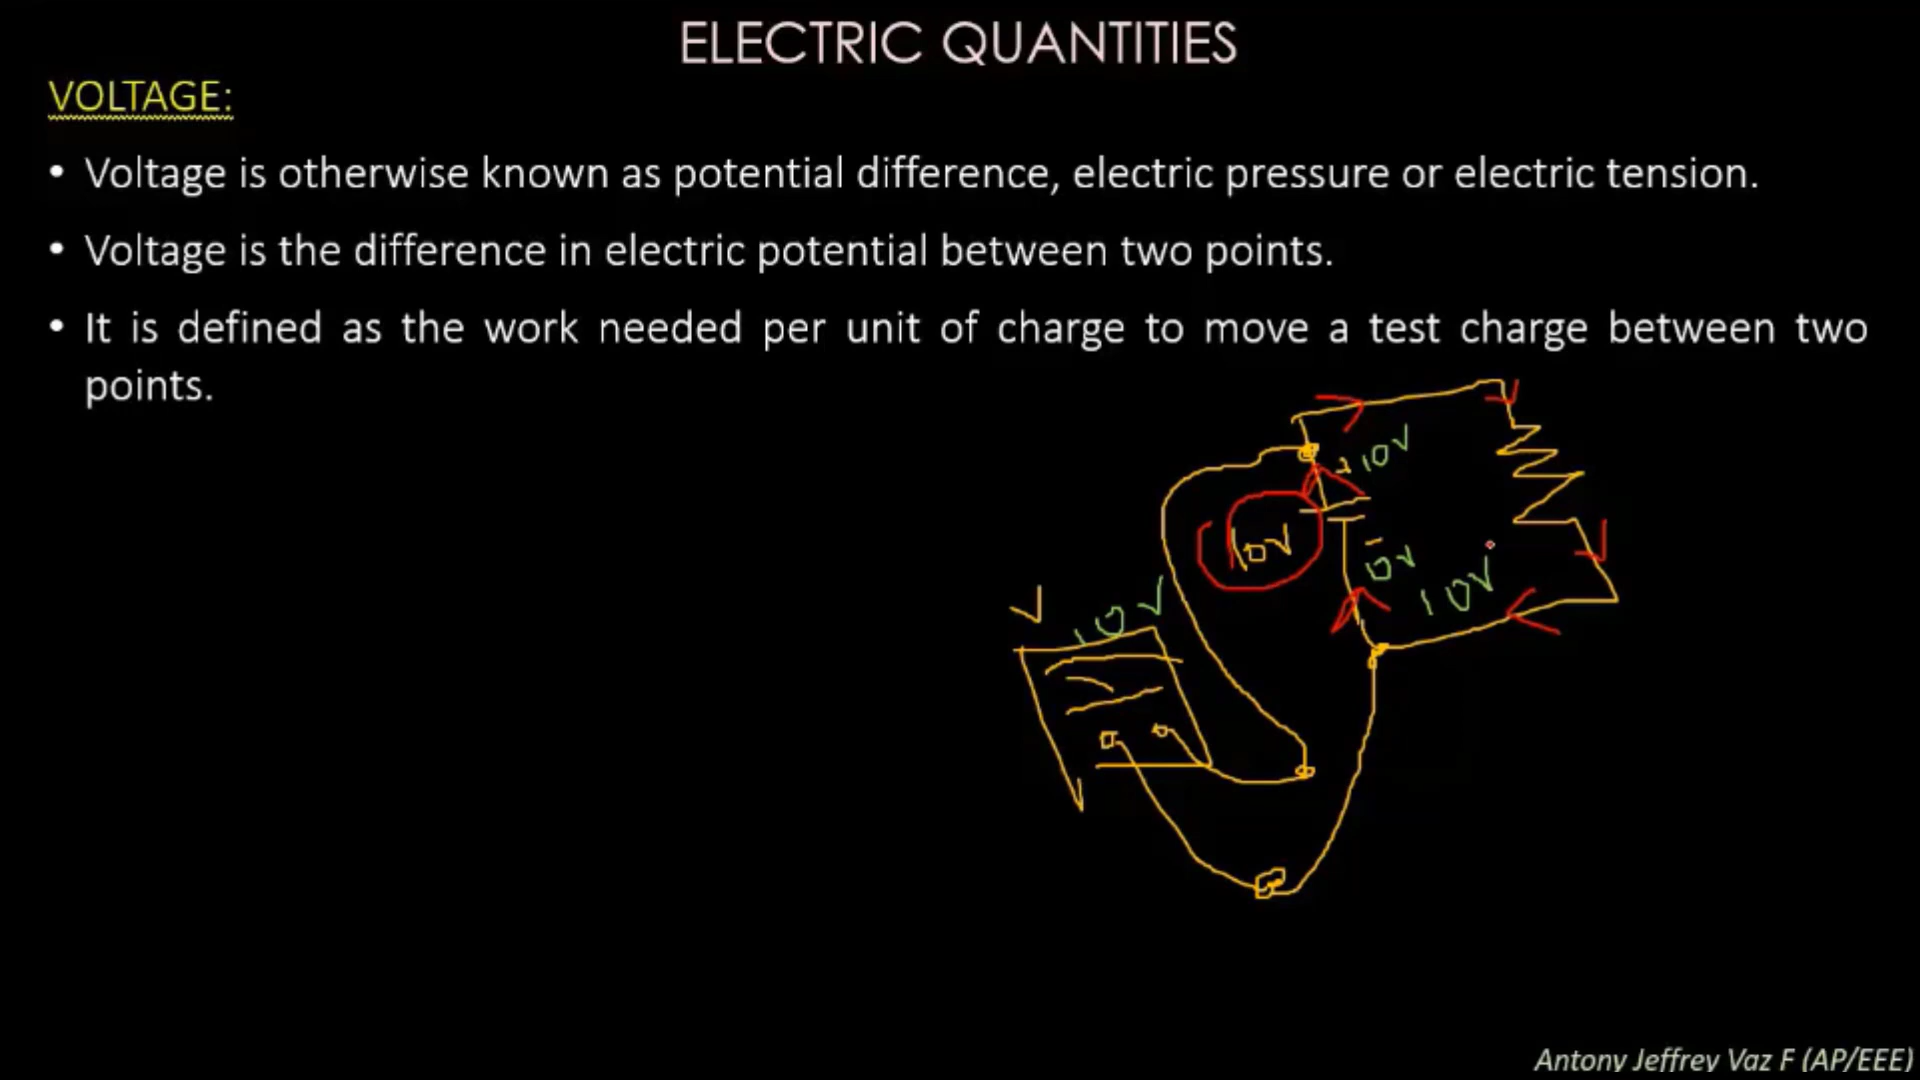 ELECTRIC QUANTITIES
VOLTAGE:
• Voltage is otherwise known as potential difference, electric pressure or electric tension.
• Voltage is the difference in electric potential between two points.
• It is defined as the work needed per unit of charge to move a test charge between two
points.
10V
10V
0V
10V
V
10V
Antony Jeffrey Vaz F (AP/EEE)